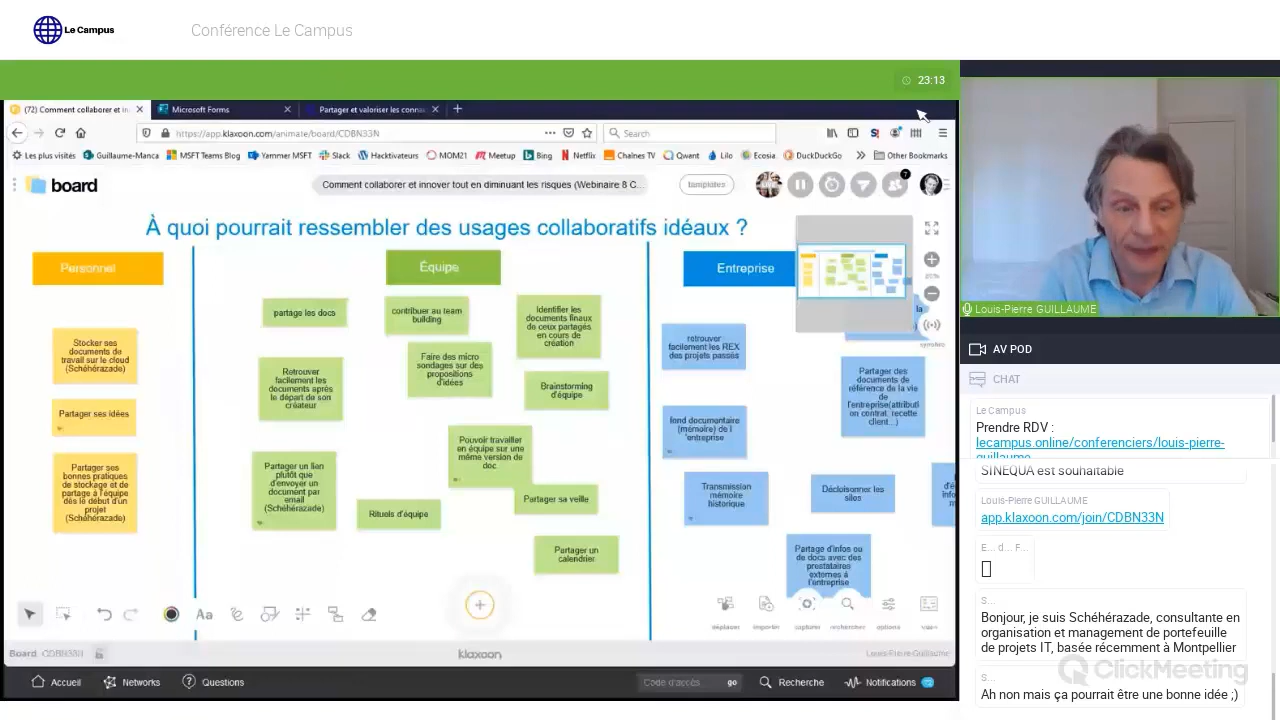 Le Campus
Conférence Le Campus
23:13
(72) Comment collaborer et in
Microsoft Forms
Partager et valoriser les conna
https://app.klaxoon.com/animate/board/CDBN33N
Search
Les plus visités
Guillaume-Manca
MSFT Teams Blog
Yammer MSFT
Slack
Hacktivateurs
MOM21
Meetup
Bing
Netflix
Chaînes TV
Qwant
Lilo
Ecosia
DuckDuckGo
Other Bookmarks
board
Comment collaborer et innover tout en diminuant les risques (Webinaire 8 C...
templates
7
À quoi pourrait ressembler des usages collaboratifs idéaux ?
Personnel
Stocker ses
documents de
travail sur le cloud
(Schéhérazade)
Partager ses idées
Partager ses
bonnes pratiques
de stockage et de
partage à l'équipe
dès le début d'un
projet
(Schéhérazade)
Équipe
partage les docs
contribuer au team
building
Identifier les
documents finaux
de ceux partagés
en cours de
création
Retrouver
facilement les
documents après
le départ de son
créateur
Faire des micro
sondages sur des
propositions
d'idées
Brainstorming
d'équipe
Pouvoir travailler
en équipe sur une
même version de
doc
Partager un lien
plutôt que
d'envoyer un
document par
email
(Schéhérazade)
Rituels d'équipe
Partager sa veille
Partager un
calendrier
Entreprise
la
retrouver
facilement les REX
des projets passés
Partager des
documents de
référence de la vie
de
l'entreprise(attributi
on contrat, recette
client...)
fond documentaire
(mémoire) de l
'entreprise
Transmission
mémoire
historique
Décloisonner les
silos
Partage d'infos ou
de docs avec des
prestataires
externes à
l'entreprise
Aa
déplacer
importer
capturer
rechercher
options
Board
CDBN33N
klaxoon
Louis-Pierre Guillaume
Accueil
Networks
Questions
Code d'accès
go
Recherche
Notifications
Louis-Pierre GUILLAUME
AV POD
CHAT
Le Campus
Prendre RDV :
lecampus.online/conferenciers/louis-pierre-
guillaume
SINEQUA est souhaitable
Louis-Pierre GUILLAUME
app.klaxoon.com/join/CDBN33N
E... d... F...
S...
Bonjour, je suis Schéhérazade, consultante en
organisation et management de portefeuille
de projets IT, basée récemment à Montpellier
S...
Ah non mais ça pourrait être une bonne idée ;)
ClickMeeting